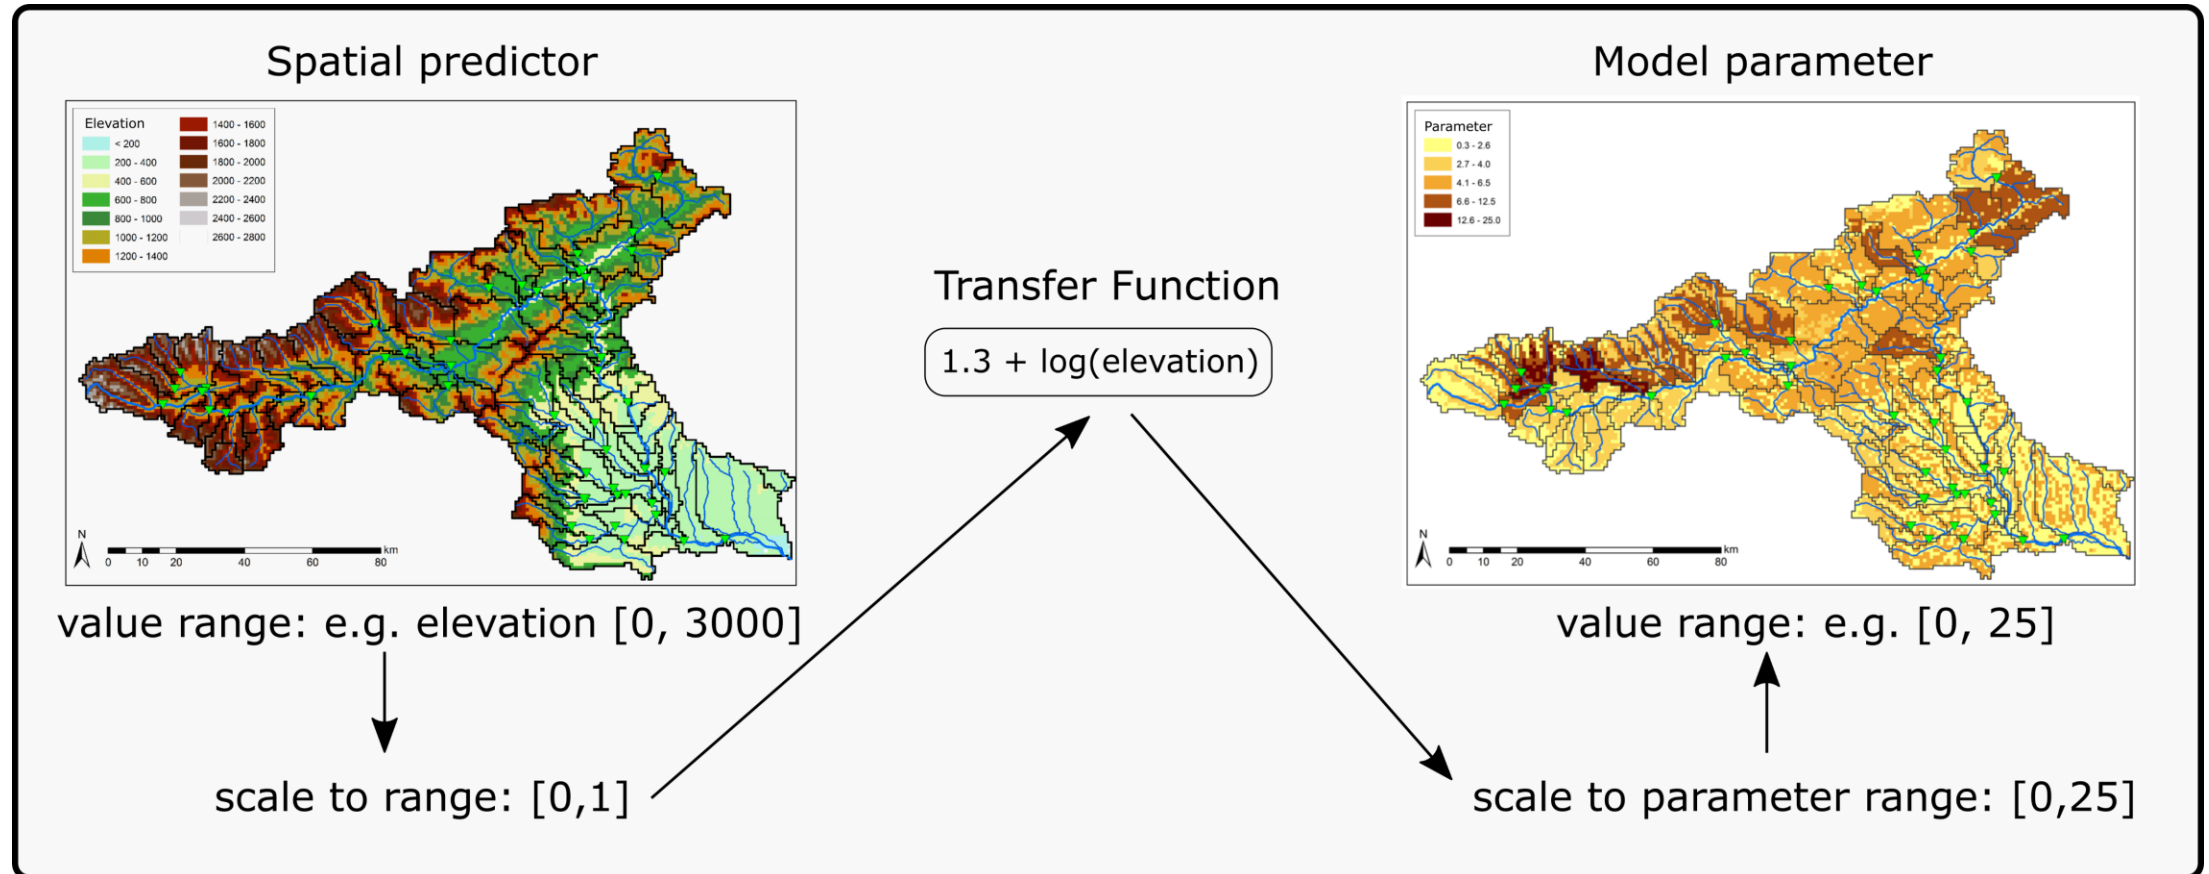 Spatial predictor
Model parameter
Elevation
< 200
200 - 400
400 - 600
600 - 800
800 - 1000
1000 - 1200
1200 - 1400
1400 - 1600
1600 - 1800
1800 - 2000
2000 - 2200
2200 - 2400
2400 - 2600
2600 - 2800
N
0 10 20 40 60 80 km
Parameter
0.3 - 2.6
2.7 - 4.0
4.1 - 6.5
6.6 - 12.5
12.6 - 25.0
N
0 10 20 40 60 80 km
Transfer Function
1.3 + log(elevation)
value range: e.g. elevation [0, 3000]
value range: e.g. [0, 25]
scale to range: [0,1]
scale to parameter range: [0,25]